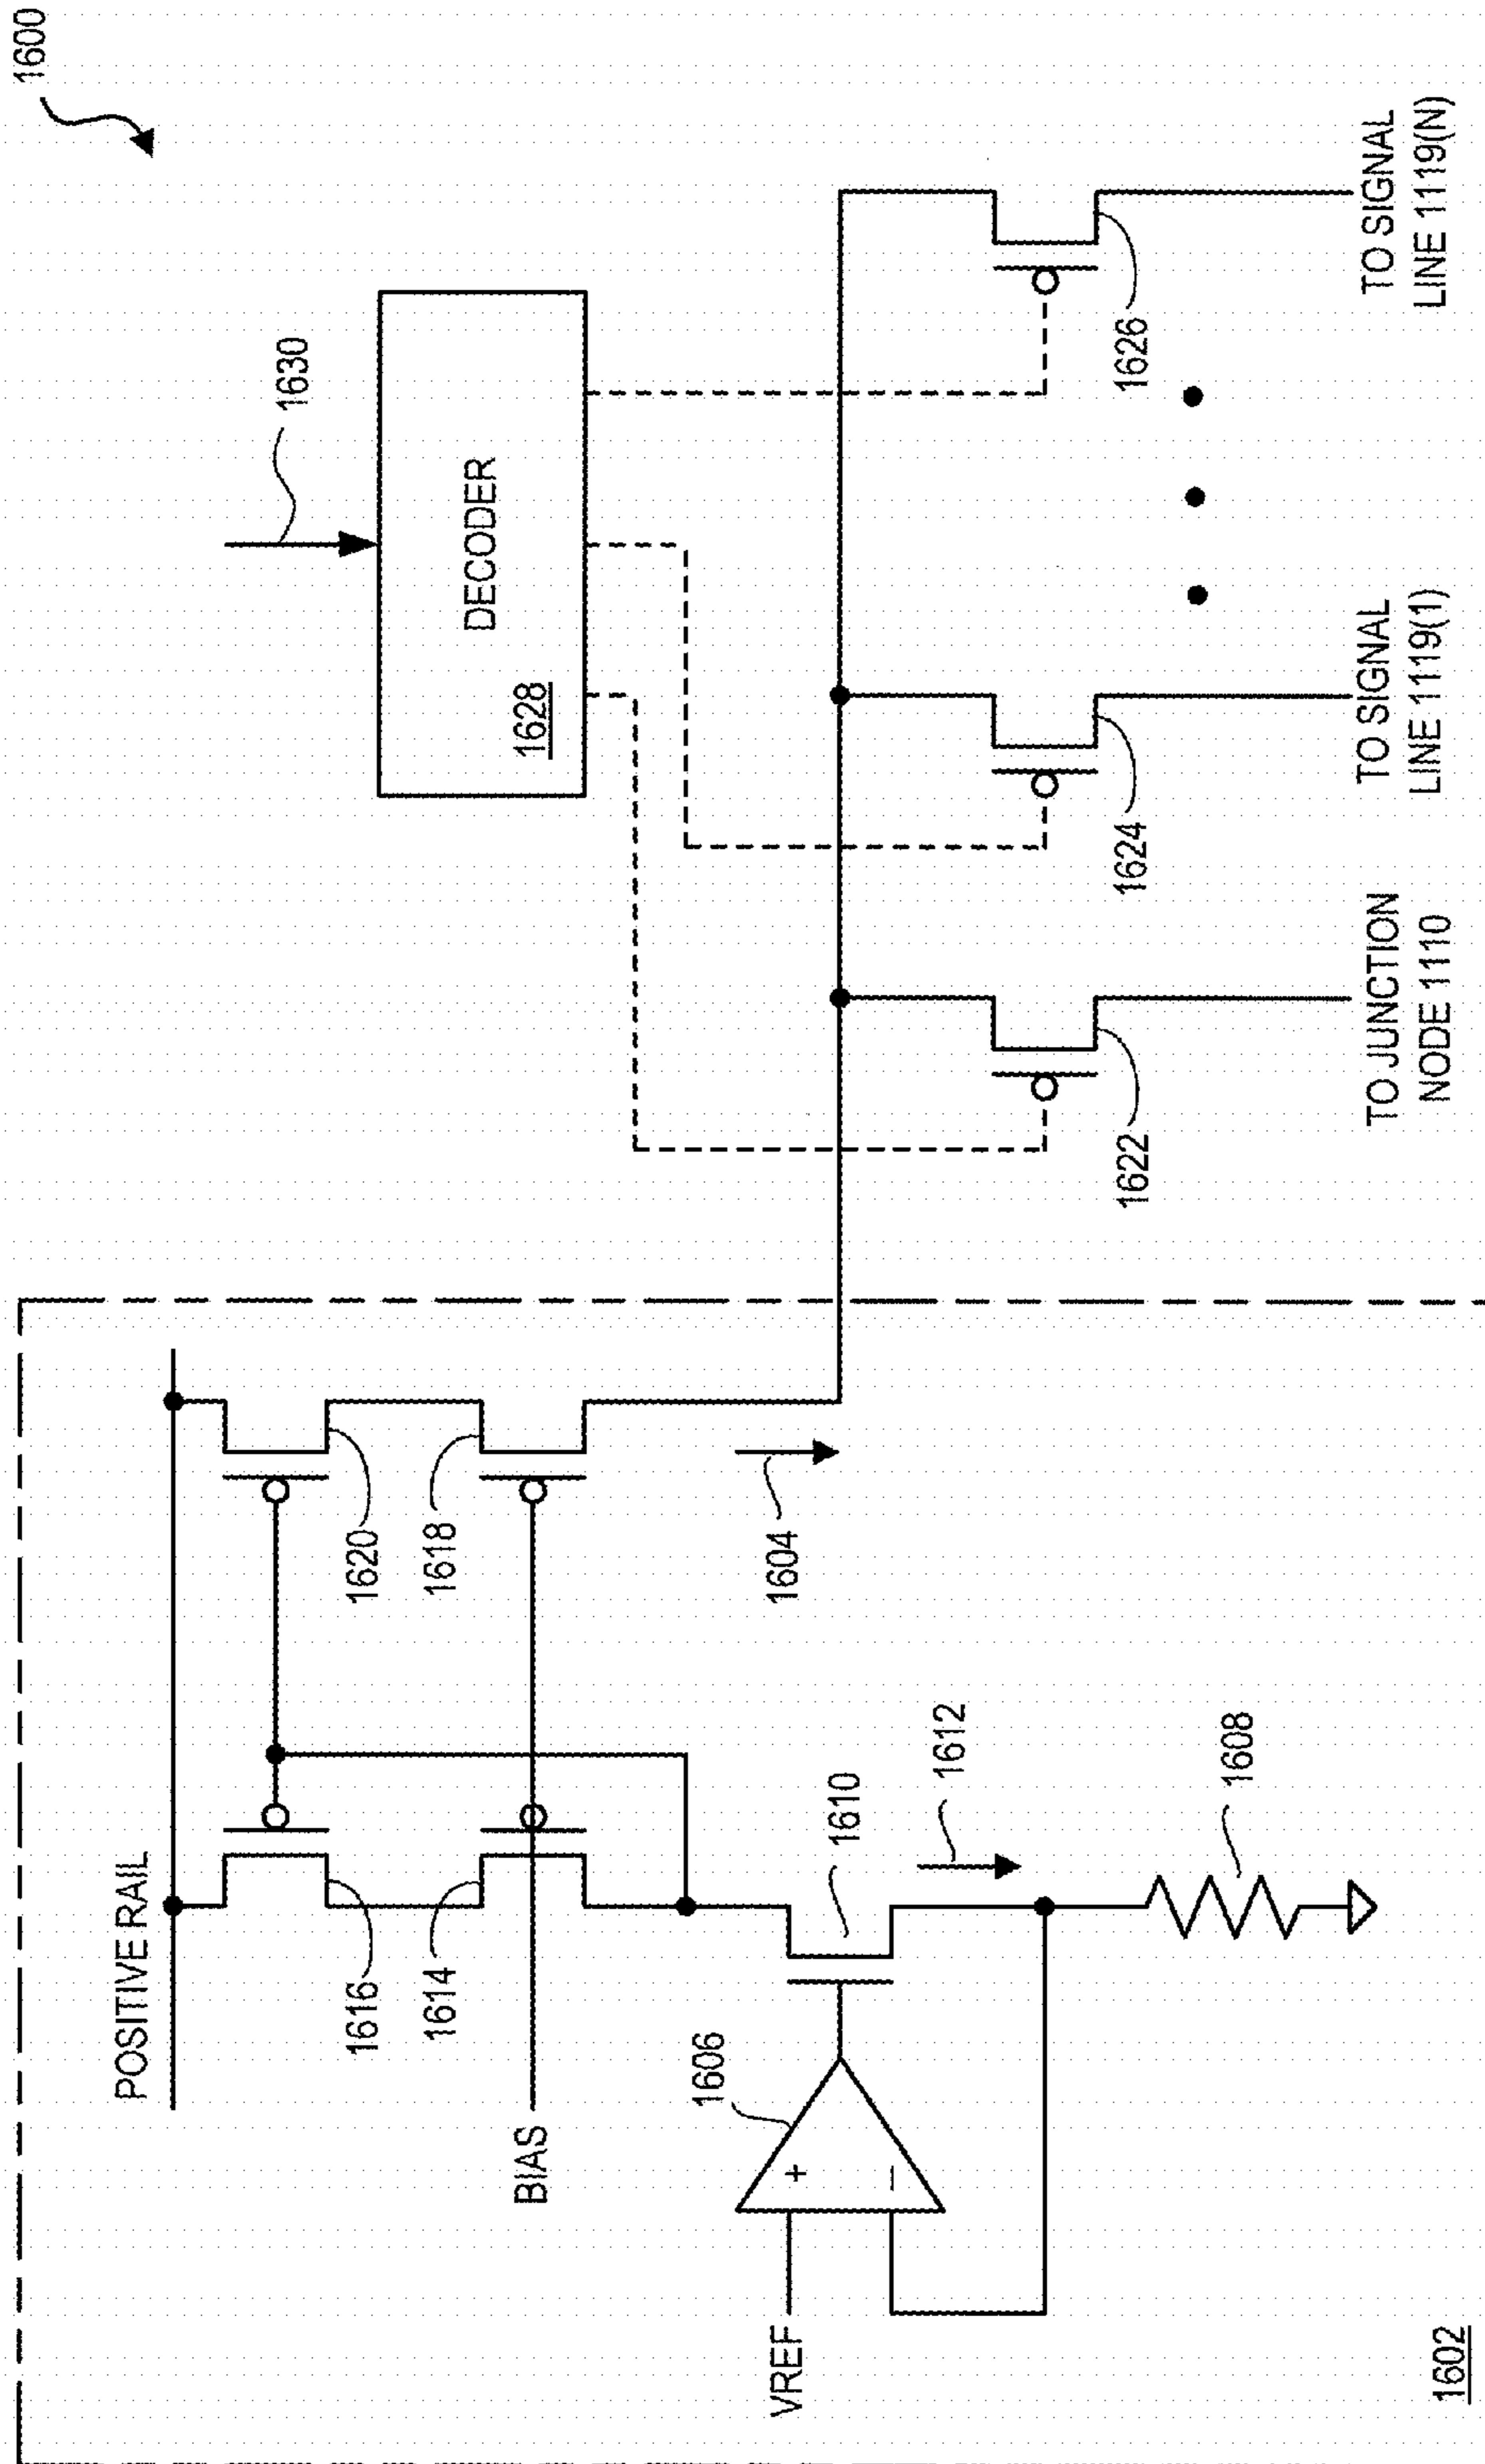 1600
POSITIVE RAIL
1630
DECODER
1628
1620
1616
1618
1614
BIAS
1604
1606
+
−
VREF
1610
1612
1608
1622
1624
1626
TO JUNCTION
NODE 1110
TO SIGNAL
LINE 1119(1)
TO SIGNAL
LINE 1119(N)
1602